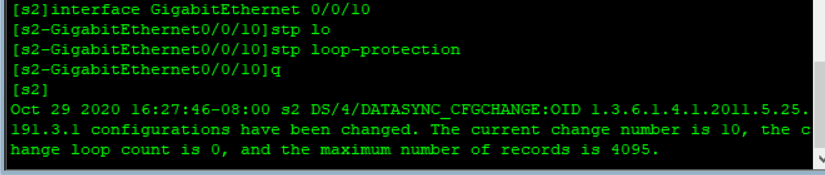 [s2]interface GigabitEthernet 0/0/10
[s2-GigabitEthernet0/0/10]stp lo
[s2-GigabitEthernet0/0/10]stp loop-protection
[s2-GigabitEthernet0/0/10]q
[s2]
Oct 29 2020 16:27:46-08:00 s2 DS/4/DATASYNC_CFGCHANGE:OID 1.3.6.1.4.1.2011.5.25.
191.3.1 configurations have been changed. The current change number is 10, the c
hange loop count is 0, and the maximum number of records is 4095.